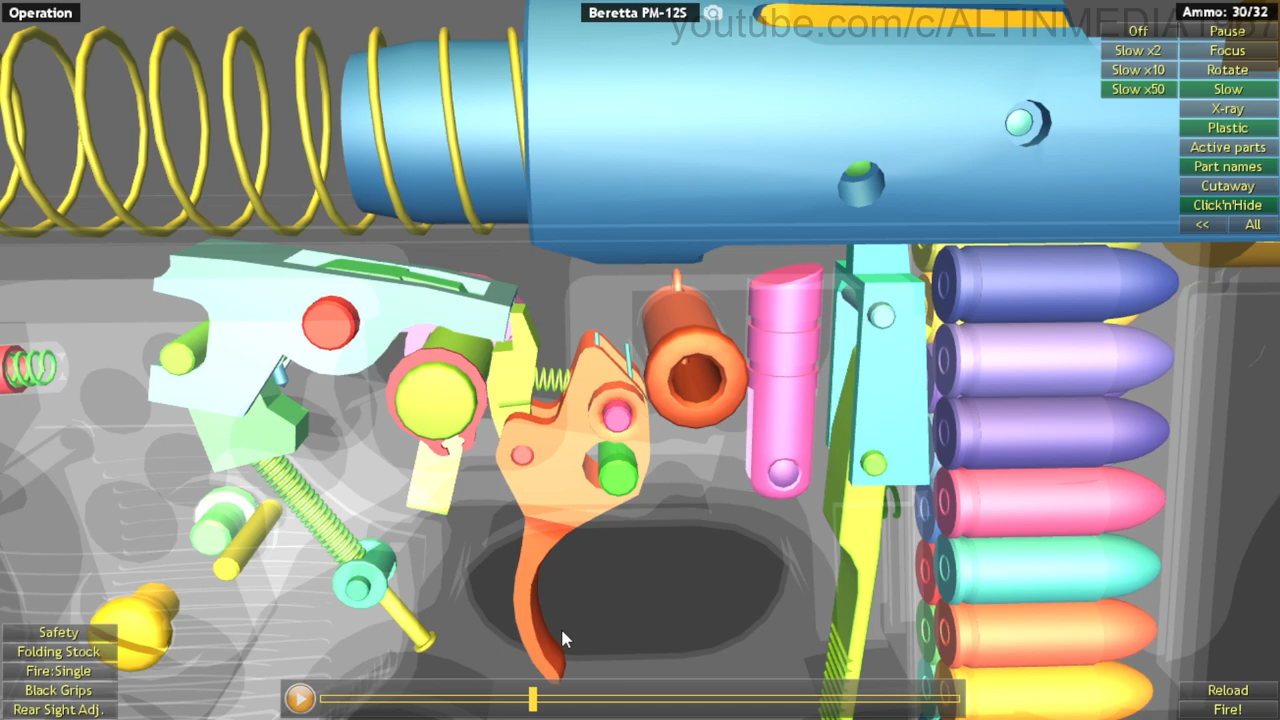 Operation
Beretta PM-12S
Ammo: 30/32
youtube.com/c/ALTINMEDIA1987
Off
Pause
Slow x2
Focus
Slow x10
Rotate
Slow x50
Slow
X-ray
Plastic
Active parts
Part names
Cutaway
Click'n'Hide
<<
All
Safety
Folding Stock
Fire:Single
Black Grips
Rear Sight Adj.
Reload
Fire!